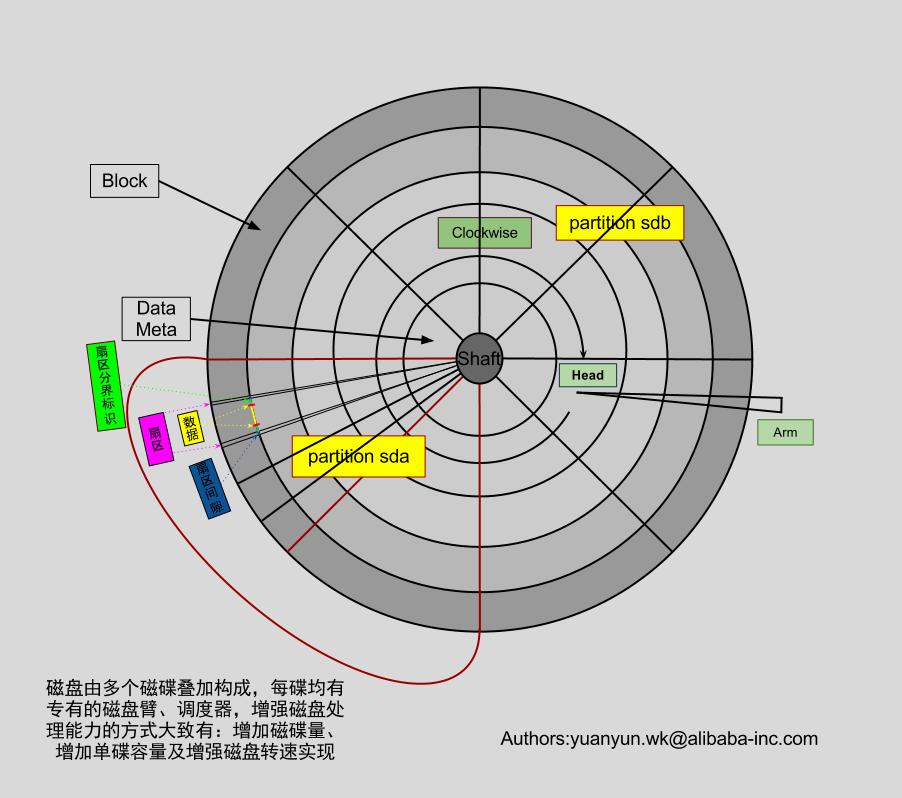 Block
Clockwise
partition sdb
Data
Meta
Shaft
Head
Arm
扇区分界标识
扇区
数据
扇区间隙
partition sda
磁盘由多个磁碟叠加构成，每碟均有
专有的磁盘臂、调度器，增强磁盘处
理能力的方式大致有：增加磁碟量、
增加单碟容量及增强磁盘转速实现
Authors:yuanyun.wk@alibaba-inc.com